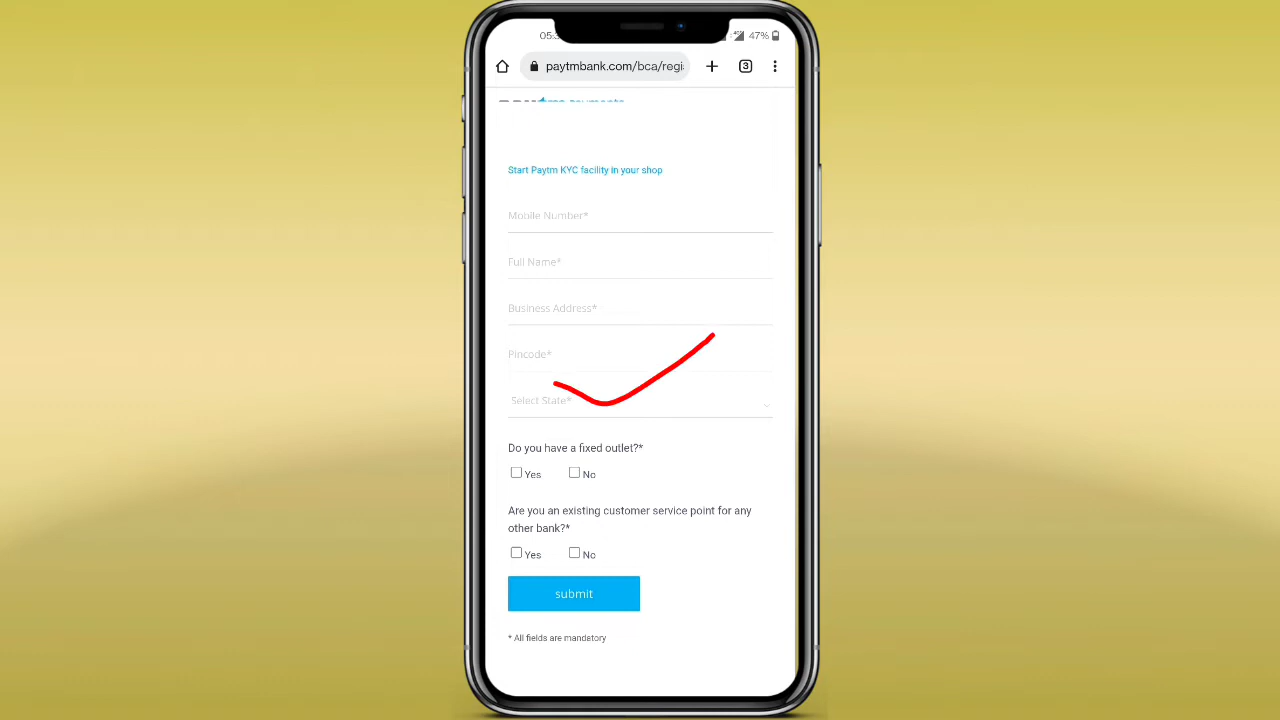 47%
paytmbank.com/bca/regi
3
Start Paytm KYC facility in your shop
Mobile Number*
Full Name*
Business Address*
Pincode*
Select State*
Do you have a fixed outlet?*
Yes No
Are you an existing customer service point for any
other bank?*
Yes No
submit
* All fields are mandatory